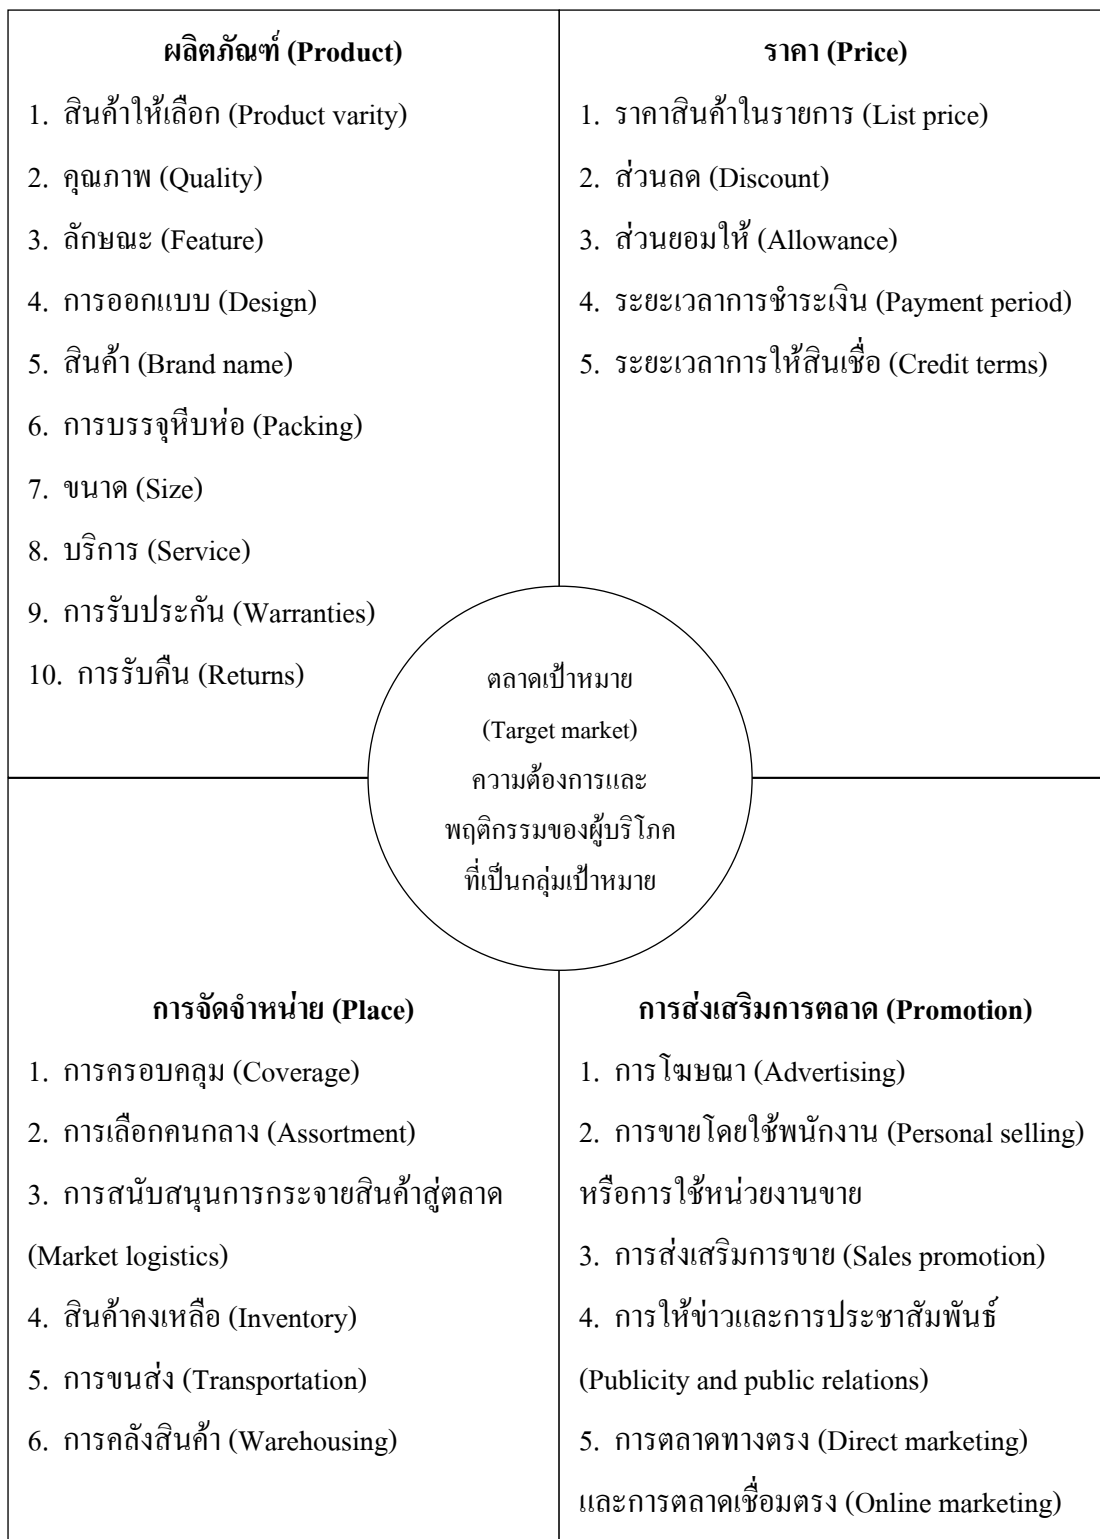 ผลิตภัณฑ์ (Product)
1. สินค้าให้เลือก (Product varity)
2. คุณภาพ (Quality)
3. ลักษณะ (Feature)
4. การออกแบบ (Design)
5. สินค้า (Brand name)
6. การบรรจุหีบห่อ (Packing)
7. ขนาด (Size)
8. บริการ (Service)
9. การรับประกัน (Warranties)
10. การรับคืน (Returns)
ราคา (Price)
1. ราคาสินค้าในรายการ (List price)
2. ส่วนลด (Discount)
3. ส่วนยอมให้ (Allowance)
4. ระยะเวลาการชำระเงิน (Payment period)
5. ระยะเวลาการให้สินเชื่อ (Credit terms)
ตลาดเป้าหมาย
(Target market)
ความต้องการและ
พฤติกรรมของผู้บริโภค
ที่เป็นกลุ่มเป้าหมาย
การจัดจำหน่าย (Place)
1. การครอบคลุม (Coverage)
2. การเลือกคนกลาง (Assortment)
3. การสนับสนุนการกระจายสินค้าสู่ตลาด
(Market logistics)
4. สินค้าคงเหลือ (Inventory)
5. การขนส่ง (Transportation)
6. การคลังสินค้า (Warehousing)
การส่งเสริมการตลาด (Promotion)
1. การโฆษณา (Advertising)
2. การขายโดยใช้พนักงาน (Personal selling)
หรือการใช้หน่วยงานขาย
3. การส่งเสริมการขาย (Sales promotion)
4. การให้ข่าวและการประชาสัมพันธ์
(Publicity and public relations)
5. การตลาดทางตรง (Direct marketing)
และการตลาดเชื่อมตรง (Online marketing)